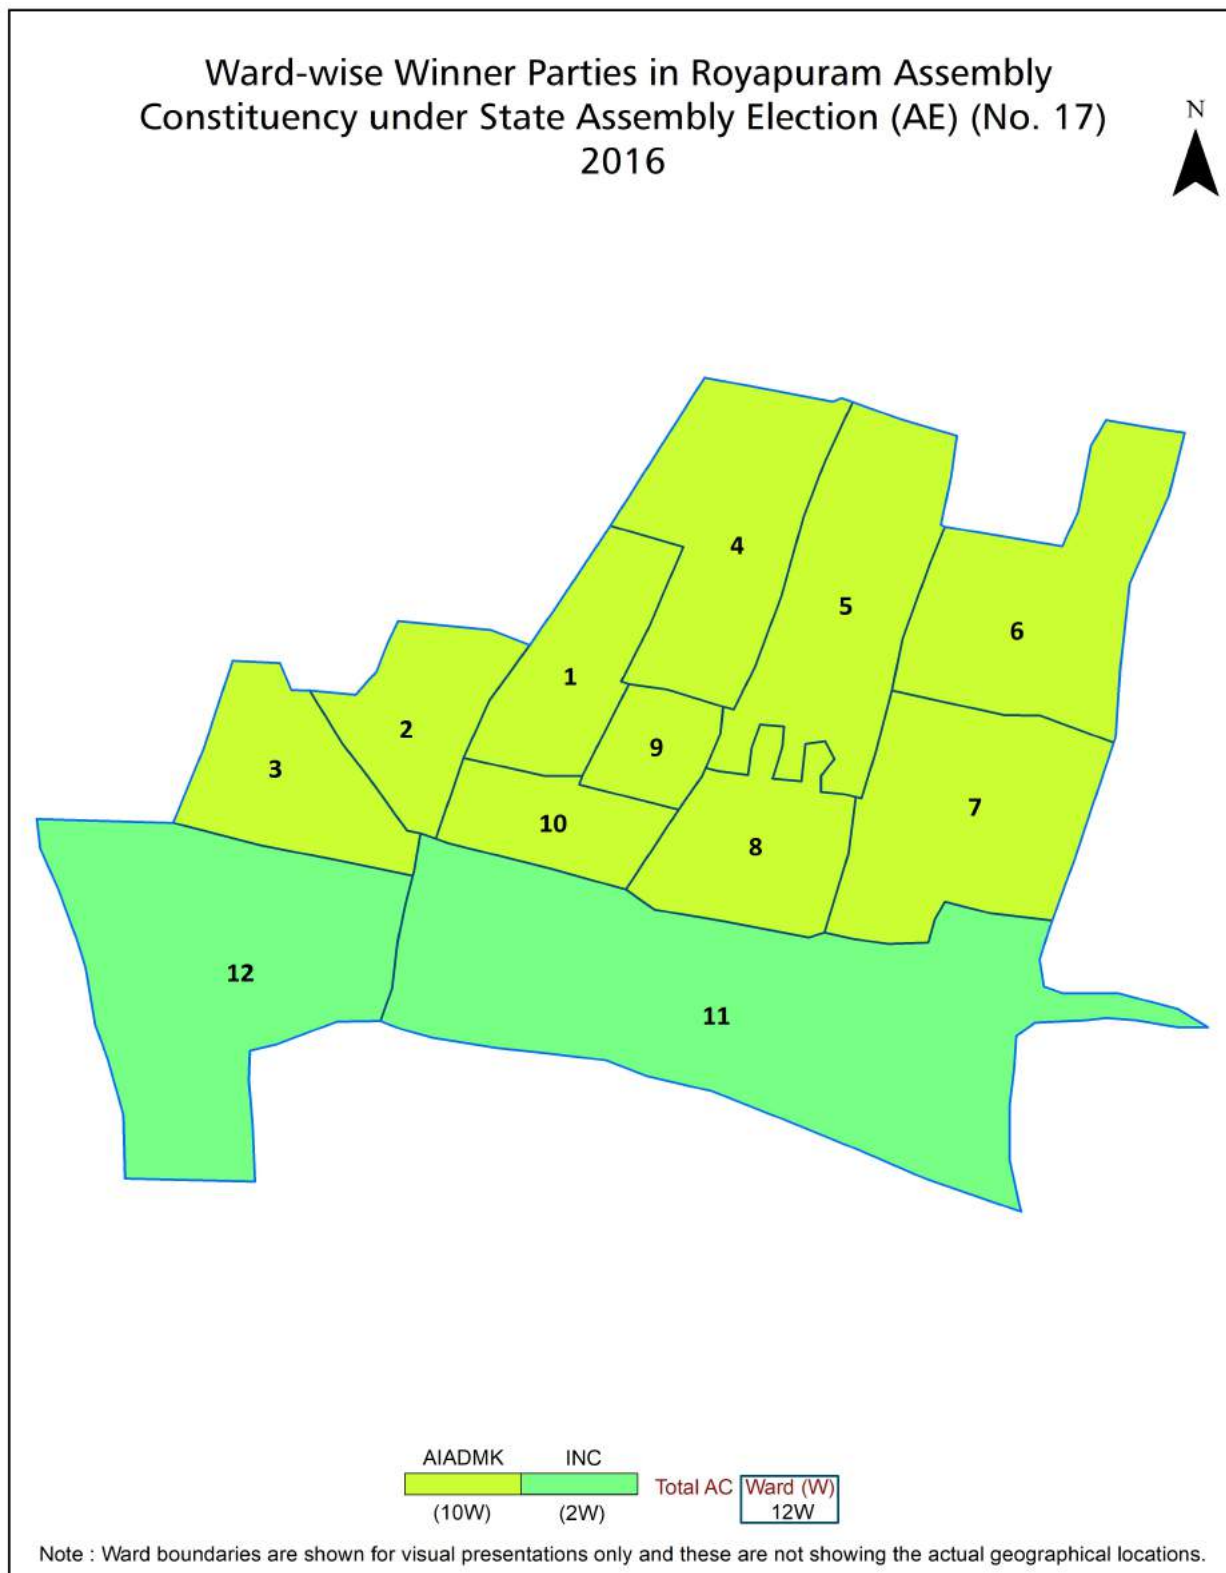 Ward-wise Winner Parties in Royapuram Assembly
Constituency under State Assembly Election (AE) (No. 17)
2016
N
4
5
6
1
2
9
3
7
10
8
12
11
AIADMK INC
Total AC Ward (W)
(10W) (2W) 12W
Note : Ward boundaries are shown for visual presentations only and these are not showing the actual geographical locations.